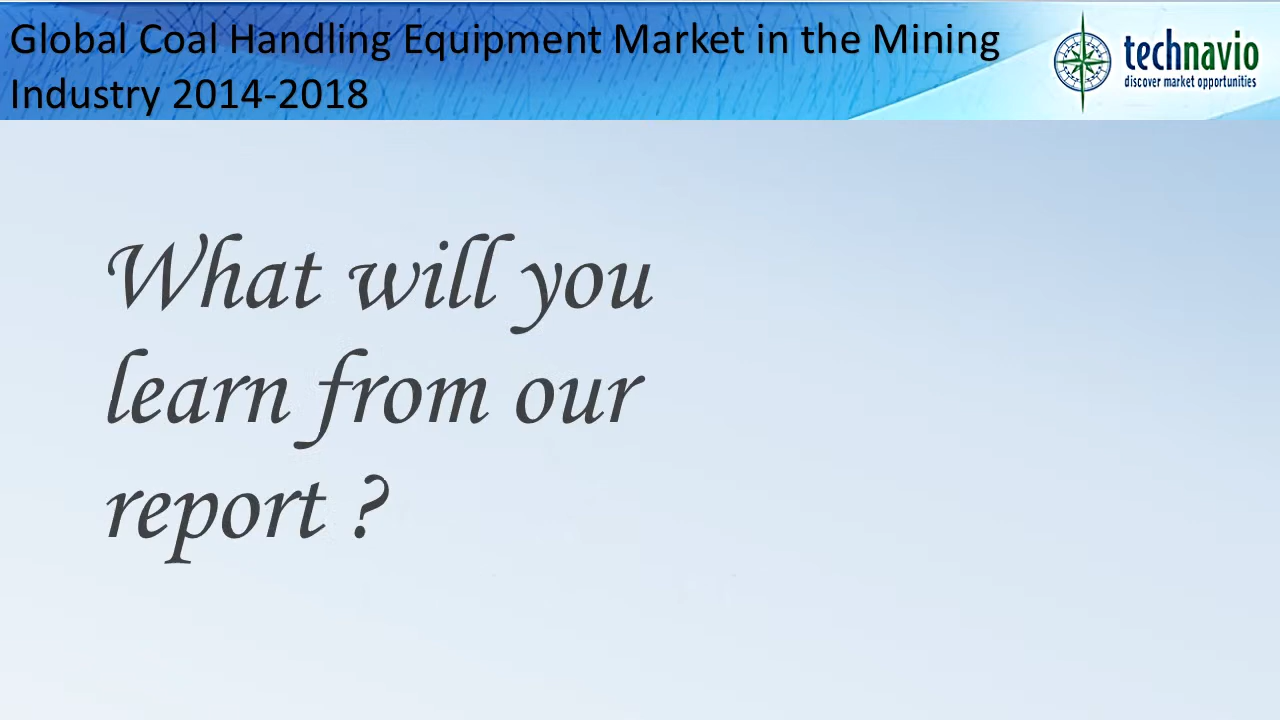 Global Coal Handling Equipment Market in the Mining
Industry 2014-2018
technavio
discover market opportunities
What will you
learn from our
report ?